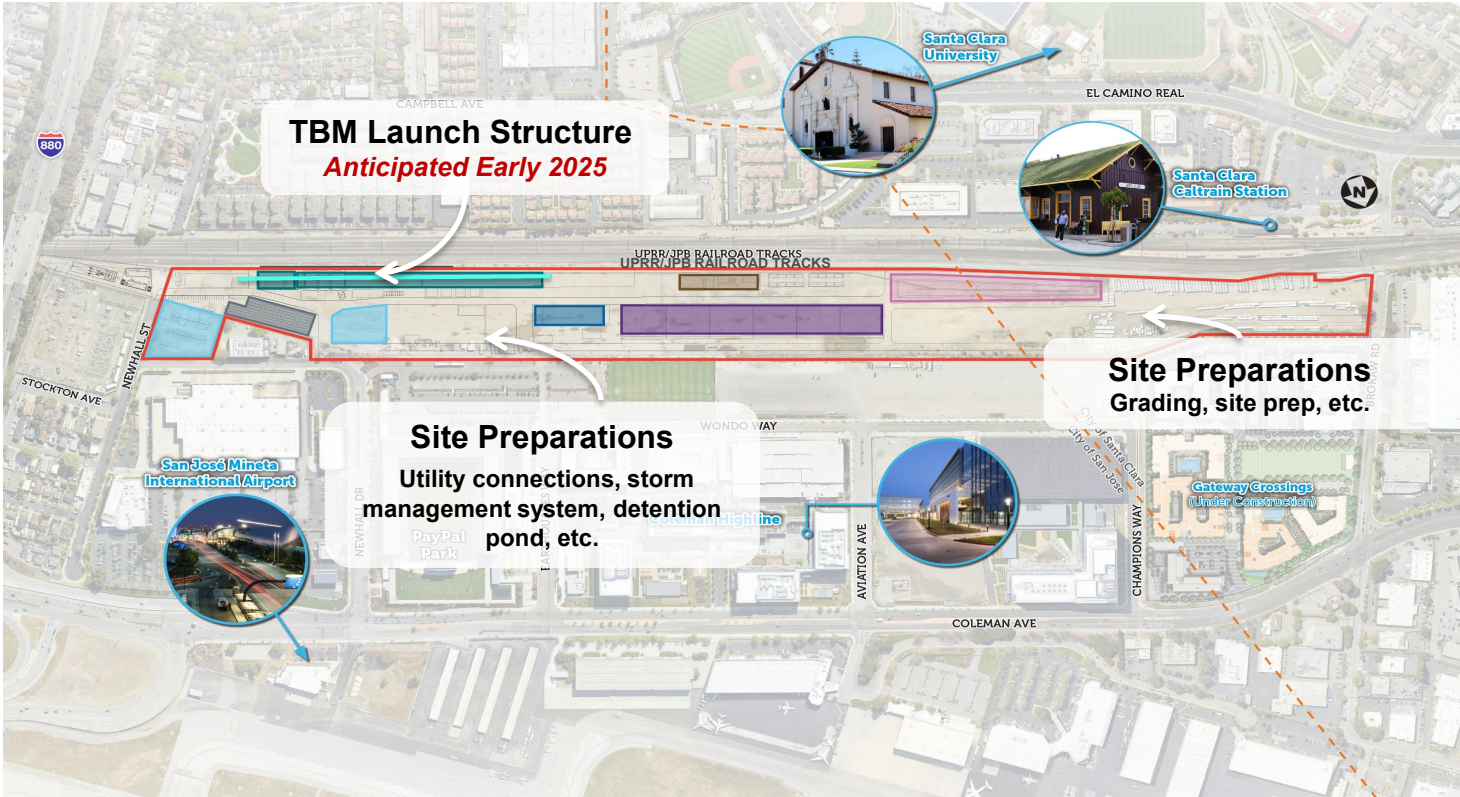 Santa Clara
University
EL CAMINO REAL
CAMPBELL AVE
TBM Launch Structure
Anticipated Early 2025
880
Santa Clara
Caltrain Station
N
UPRR/JPB RAILROAD TRACKS
UPRR/JPB RAILROAD TRACKS
NEWHALL ST
STOCKTON AVE
Site Preparations
Grading, site prep, etc.
BROKAW RD
Site Preparations
Utility connections, storm
management system, detention
pond, etc.
WONDO WAY
City of Santa Clara
City of San Jose
San José Mineta
International Airport
Gateway Crossings
(Under Construction)
NEWHALL DR
PayPal
Park
Coleman Highline
AVIATION AVE
CHAMPIONS WAY
COLEMAN AVE